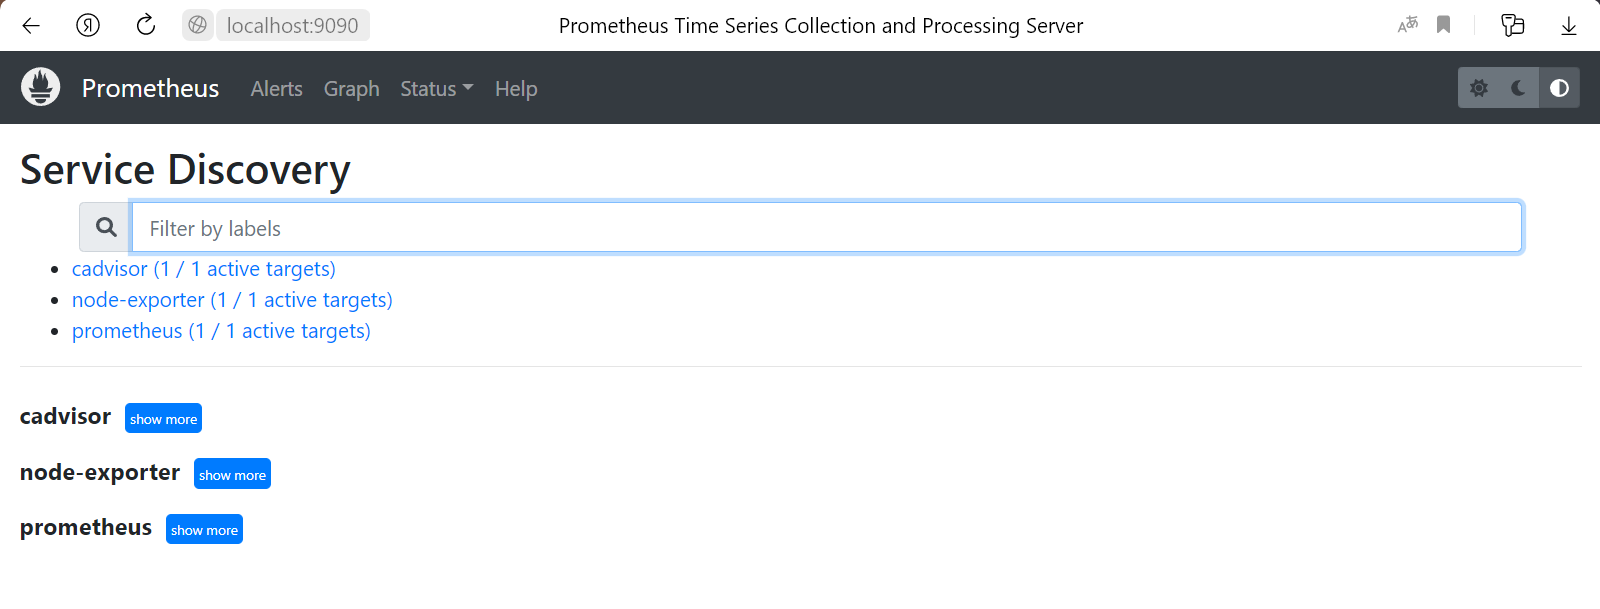 localhost:9090 Prometheus Time Series Collection and Processing Server
Prometheus Alerts Graph Status Help
Service Discovery
Filter by labels
cadvisor (1 / 1 active targets)
node-exporter (1 / 1 active targets)
prometheus (1 / 1 active targets)
cadvisor show more
node-exporter show more
prometheus show more